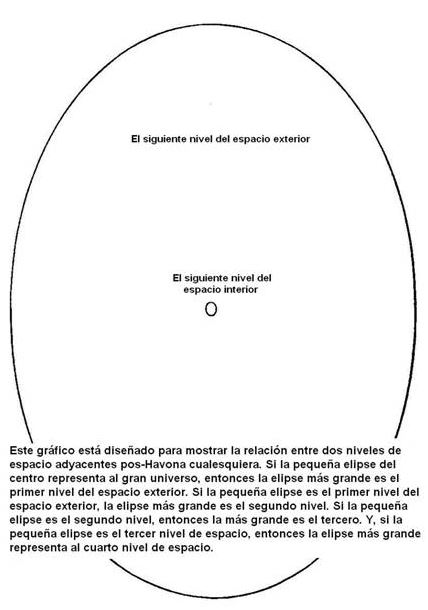 El siguiente nivel del espacio exterior
El siguiente nivel del
espacio interior
Este gráfico está diseñado para mostrar la relación entre dos niveles de
espacio adyacentes pos-Havona cualesquiera. Si la pequeña elipse del
centro representa al gran universo, entonces la elipse más grande es el
primer nivel del espacio exterior. Si la pequeña elipse es el primer nivel del
espacio exterior, la elipse más grande es el segundo nivel. Si la pequeña
elipse es el segundo nivel, entonces la más grande es el tercero. Y, si la
pequeña elipse es el tercer nivel de espacio, entonces la elipse más grande
representa al cuarto nivel de espacio.